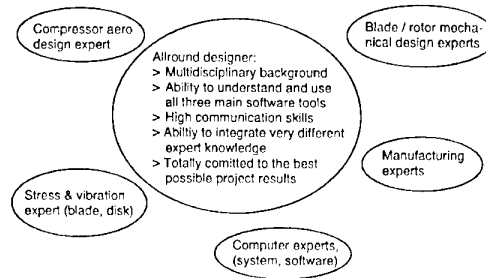 Compressor aero
design expert
Blade / rotor mecha-
nical design experts
Allround designer:
> Multidisciplinary background
> Ability to understand and use
all three main software tools
> High communication skills
> Abiltiy to integrate very different
expert knowledge
> Totally comitted to the best
possible project results
Manufacturing
experts
Stress & vibration
expert (blade, disk)
Computer experts,
(system, software)